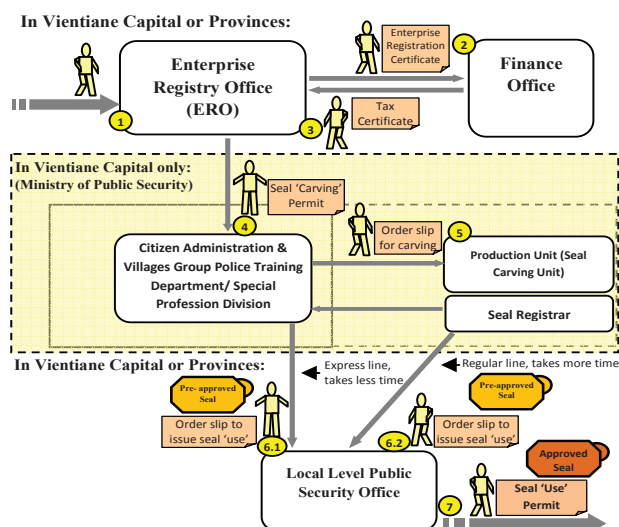 In Vientiane Capital or Provinces:
Enterprise
Registry Office
(ERO)
1
Enterprise
Registration
Certificate
2
Finance
Office
3
Tax
Certificate
In Vientiane Capital only:
(Ministry of Public Security)
Seal ‘Carving’
Permit
4
Citizen Administration &
Villages Group Police Training
Department/ Special
Profession Division
Order slip
for carving
5
Production Unit (Seal
Carving Unit)
Seal Registrar
In Vientiane Capital or Provinces:
Express line,
takes less time
Regular line, takes more time
Pre- approved
Seal
Order slip to
issue seal ‘use’
6.1
Pre-approved
Seal
6.2
Order slip to
issue seal ‘use’
Local Level Public
Security Office
7
Approved
Seal
Seal ‘Use’
Permit